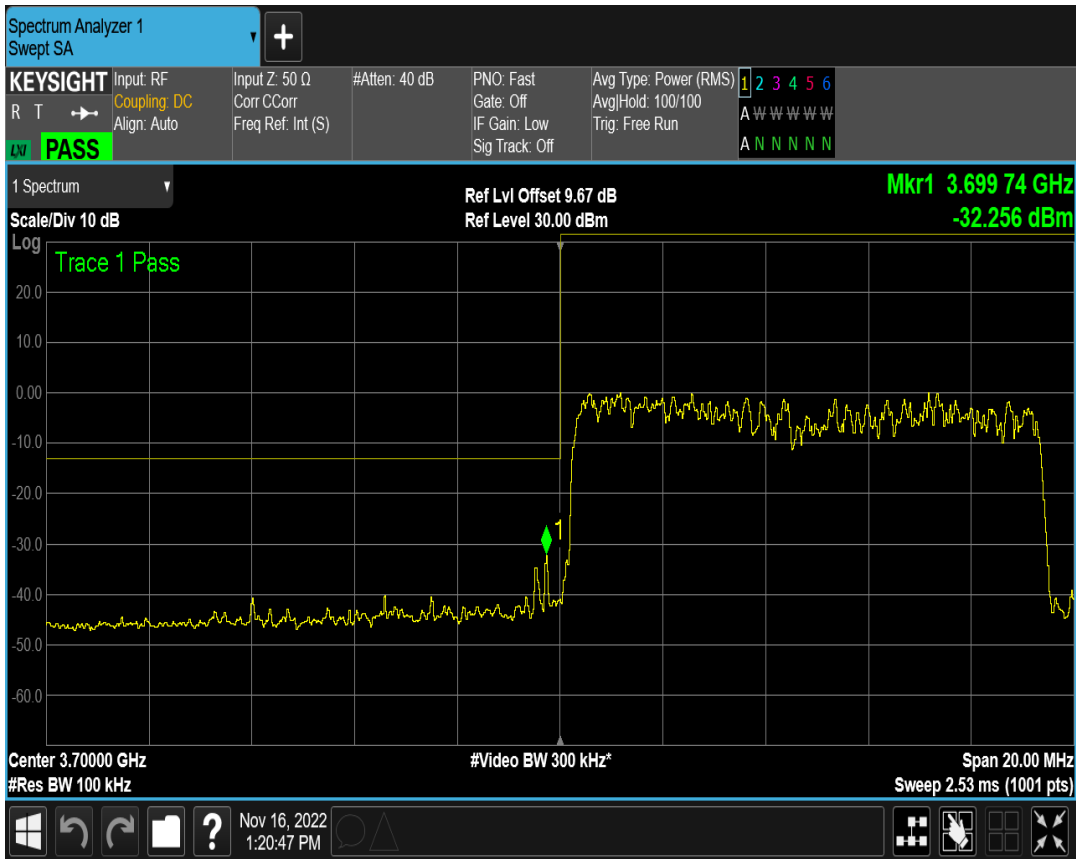 Spectrum Analyzer 1
Swept SA
+
KEYSIGHT
R T
LXI PASS
Input: RF
Coupling: DC
Align: Auto
Input Z: 50 Ω
Corr CCorr
Freq Ref: Int (S)
#Atten: 40 dB
PNO: Fast
Gate: Off
IF Gain: Low
Sig Track: Off
Avg Type: Power (RMS)
Avg|Hold: 100/100
Trig: Free Run
1 2 3 4 5 6
A W W W W W
A N N N N N
1 Spectrum
Scale/Div 10 dB
Ref Lvl Offset 9.67 dB
Ref Level 30.00 dBm
Mkr1 3.699 74 GHz
-32.256 dBm
Log
Trace 1 Pass
20.0
10.0
0.00
-10.0
-20.0
-30.0
1
-40.0
-50.0
-60.0
Center 3.70000 GHz
#Video BW 300 kHz*
Span 20.00 MHz
#Res BW 100 kHz
Sweep 2.53 ms (1001 pts)
?
Nov 16, 2022
1:20:47 PM